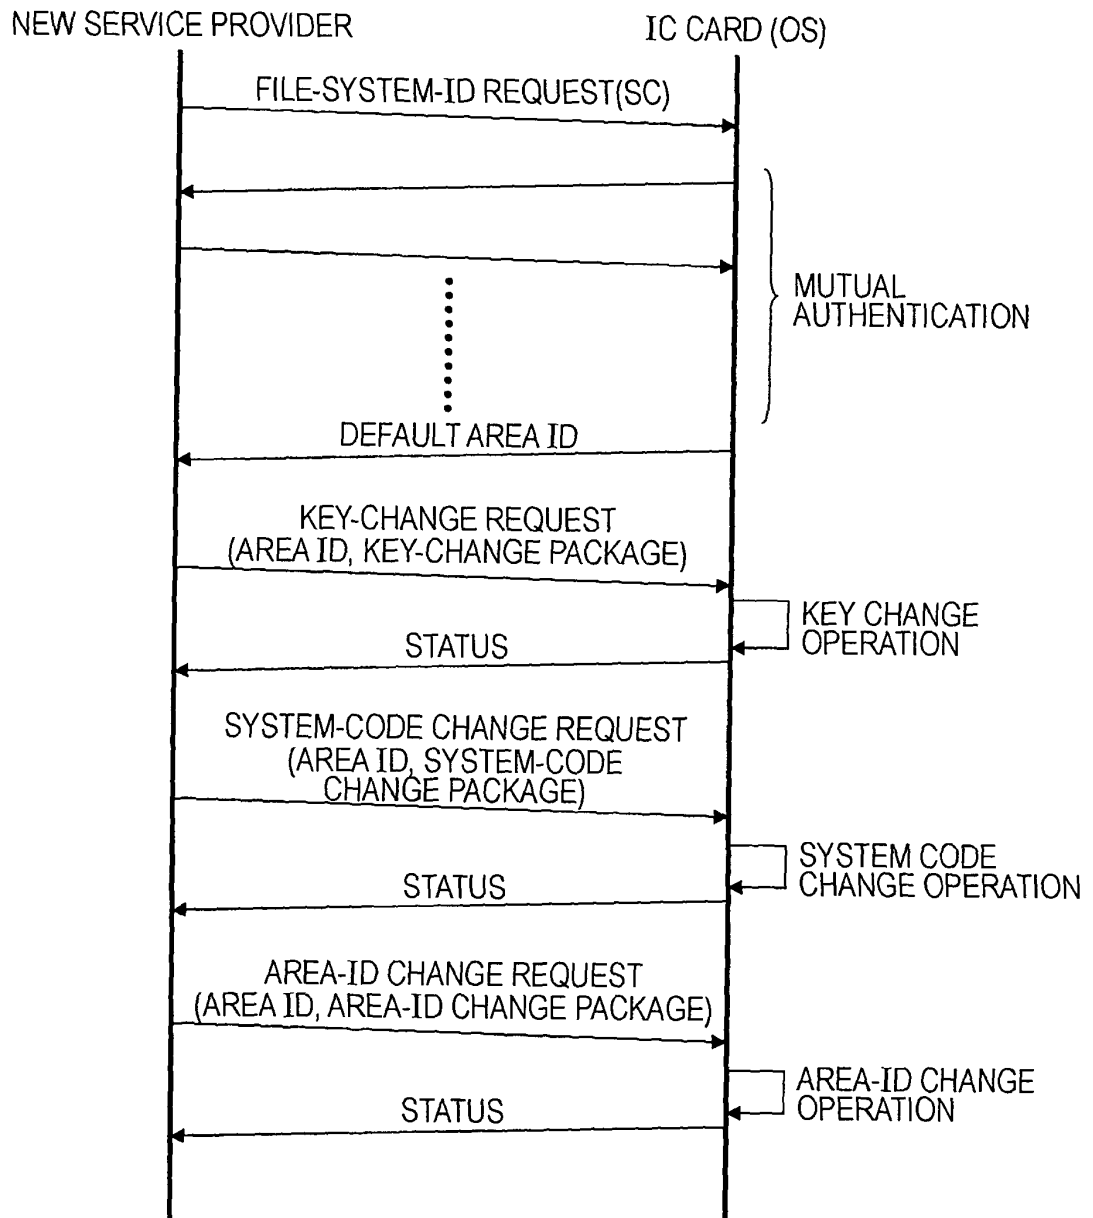 NEW SERVICE PROVIDER
IC CARD (OS)
FILE-SYSTEM-ID REQUEST(SC)
MUTUAL
AUTHENTICATION
DEFAULT AREA ID
KEY-CHANGE REQUEST
(AREA ID, KEY-CHANGE PACKAGE)
KEY CHANGE
OPERATION
STATUS
SYSTEM-CODE CHANGE REQUEST
(AREA ID, SYSTEM-CODE
CHANGE PACKAGE)
SYSTEM CODE
CHANGE OPERATION
STATUS
AREA-ID CHANGE REQUEST
(AREA ID, AREA-ID CHANGE PACKAGE)
AREA-ID CHANGE
OPERATION
STATUS